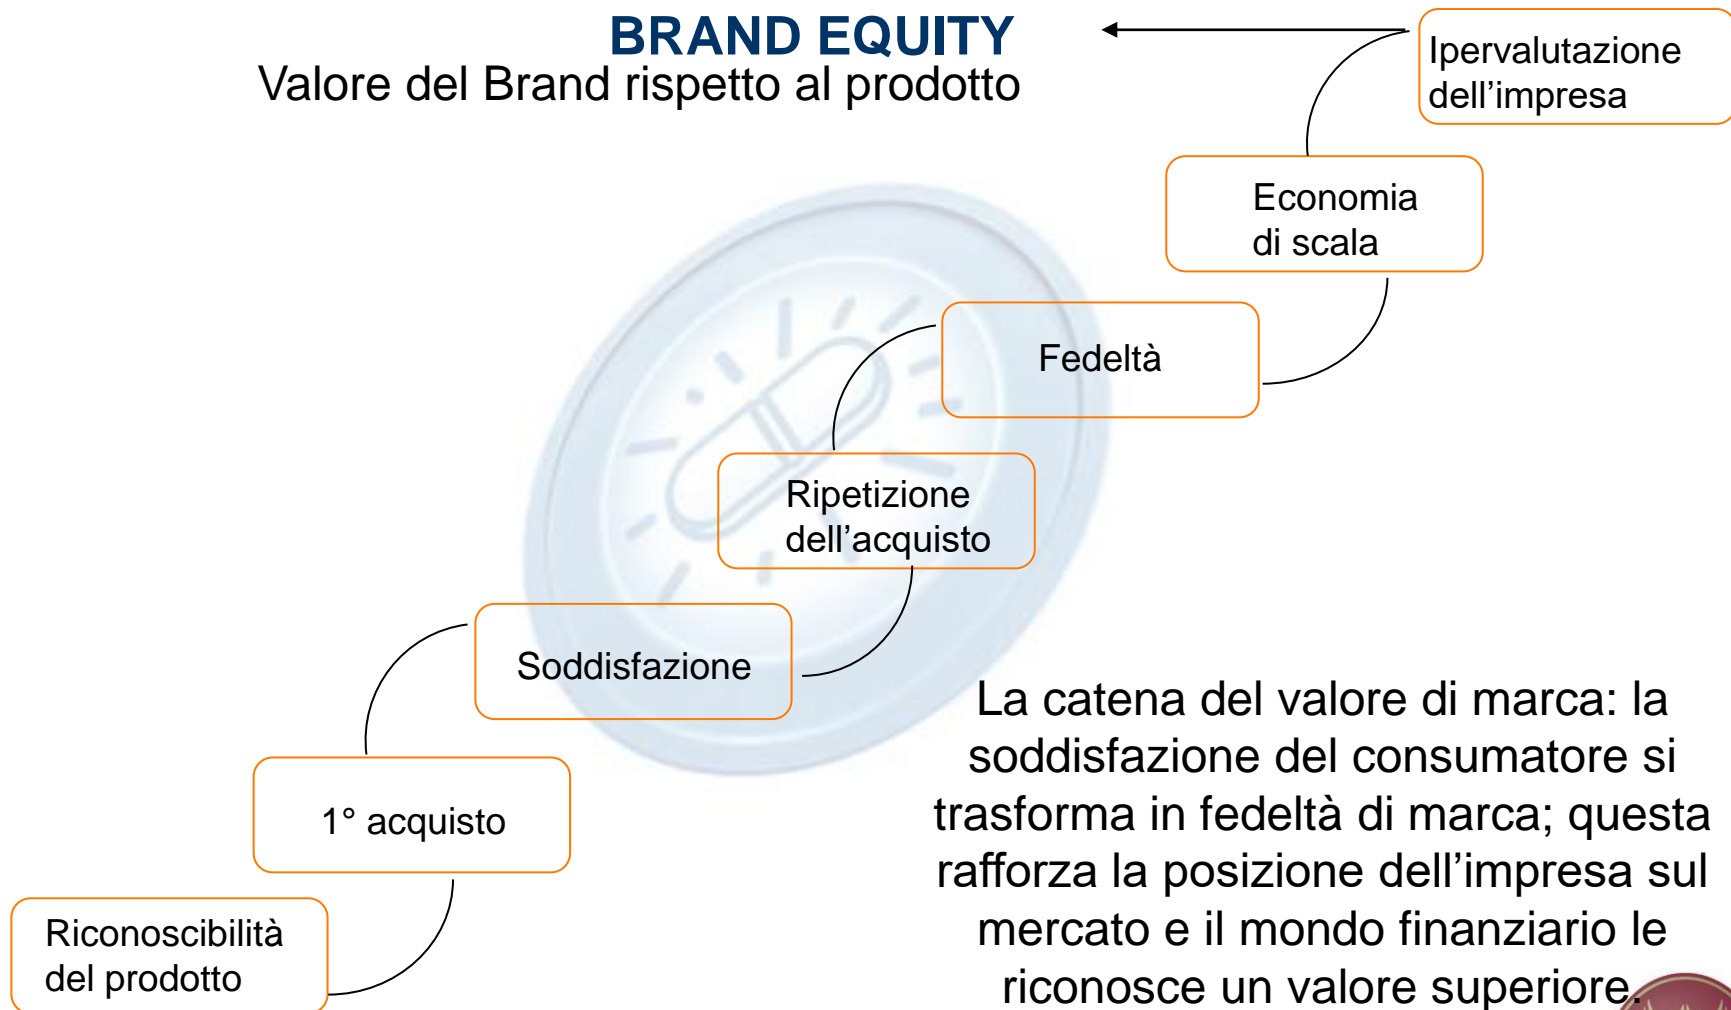 BRAND EQUITY
Valore del Brand rispetto al prodotto
Ipervalutazione
dell’impresa
Economia
di scala
Fedeltà
Ripetizione
dell’acquisto
Soddisfazione
1° acquisto
Riconoscibilità
del prodotto
La catena del valore di marca: la
soddisfazione del consumatore si
trasforma in fedeltà di marca; questa
rafforza la posizione dell’impresa sul
mercato e il mondo finanziario le
riconosce un valore superiore.